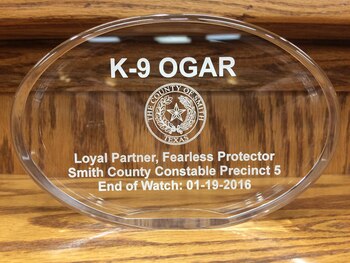 K-9 OGAR
THE COUNTY OF SMITH
TEXAS
Loyal Partner, Fearless Protector
Smith County Constable Precinct 5
End of Watch: 01-19-2016